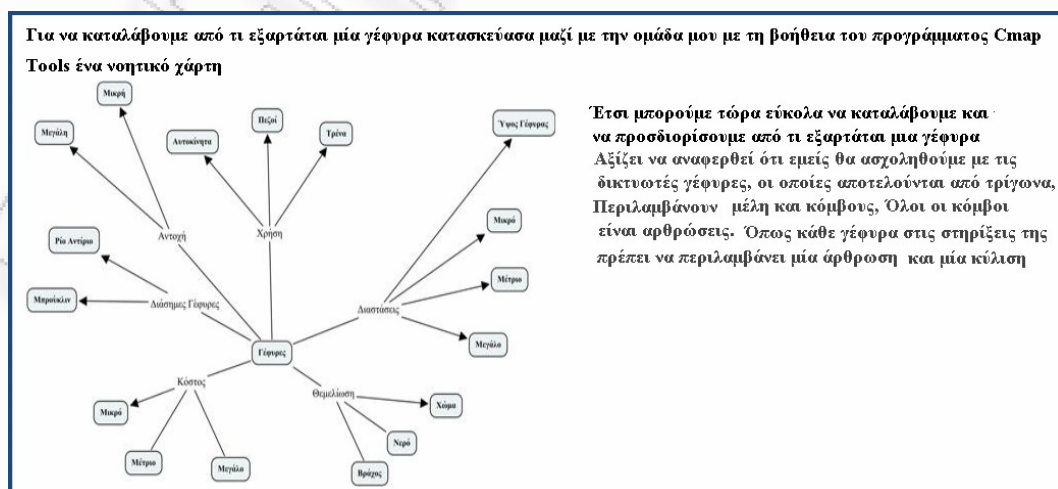 Για να καταλάβουμε από τι εξαρτάται μία γέφυρα κατασκεύασα μαζί με την ομάδα μου με τη βοήθεια του προγράμματος Cmap
Tools ένα νοητικό χάρτη
Μικρή
Μεγάλη
Αντοχή
Αυτοκίνητα
Πεζοί
Τρένα
Χρήση
Ύψος Γέφυρας
Μικρό
Μέτριο
Μεγάλο
Διαστάσεις
Ρίο Αντίριο
Μπρούκλιν
Διάσημες Γέφυρες
Γέφυρες
Κόστος
Μικρό
Μέτριο
Μεγάλο
Θεμελίωση
Χώμα
Νερό
Βράχος
Έτσι μπορούμε τώρα εύκολα να καταλάβουμε και
να προσδιορίσουμε από τι εξαρτάται μια γέφυρα
Αξίζει να αναφερθεί ότι εμείς θα ασχοληθούμε με τις
δικτυωτές γέφυρες, οι οποίες αποτελούνται από τρίγωνα,
Περιλαμβάνουν μέλη και κόμβους, Όλοι οι κόμβοι
είναι αρθρώσεις. Όπως κάθε γέφυρα στις στηρίξεις της
πρέπει να περιλαμβάνει μία άρθρωση και μία κύλιση